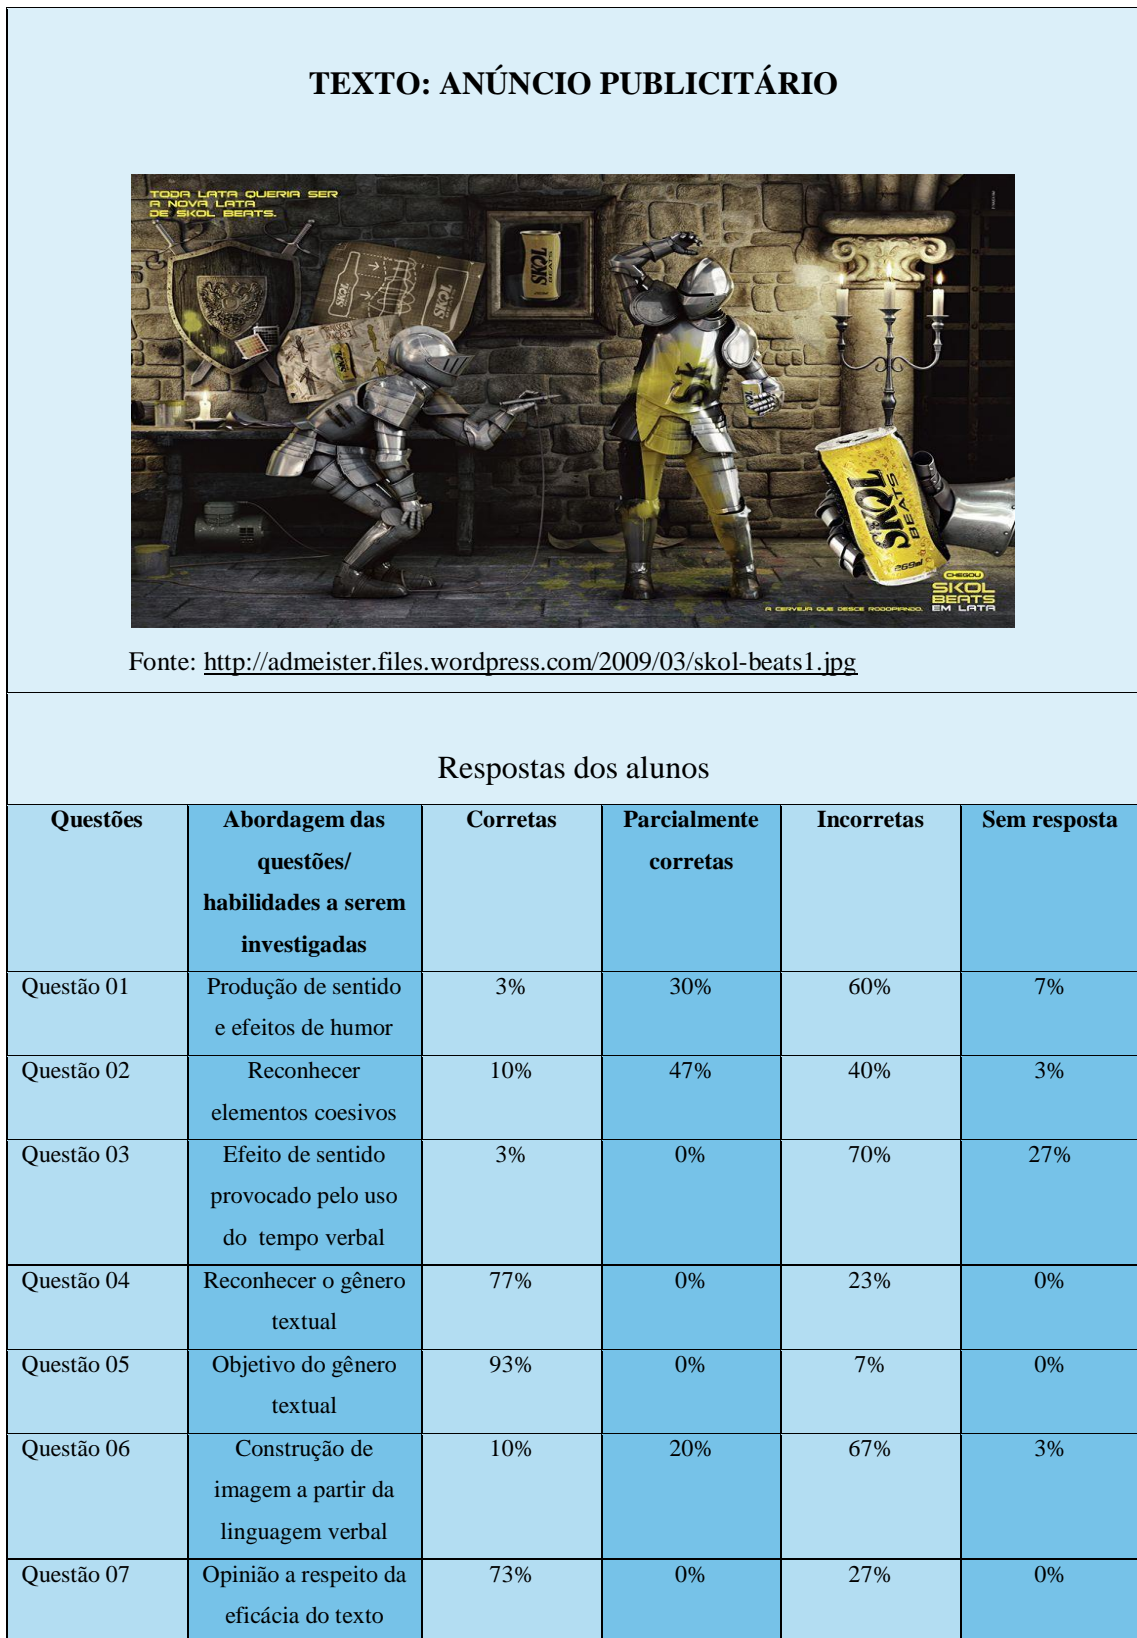 TEXTO: ANÚNCIO PUBLICITÁRIO
TODA LATA QUERIA SER
A NOVA LATA
DE SKOL BEATS.
SKOL
SKOL
SKOL
BEATS
SK
SKOL
BEATS
269ml
CHEGOU
SKOL
BEATS
EM LATA
A CERVEJA QUE DESCE RODOPIANDO.
Fonte: http://admeister.files.wordpress.com/2009/03/skol-beats1.jpg
Respostas dos alunos
Questões Abordagem das Corretas Parcialmente Incorretas Sem resposta
questões/ corretas
habilidades a serem
investigadas
Questão 01 Produção de sentido 3% 30% 60% 7%
e efeitos de humor
Questão 02 Reconhecer 10% 47% 40% 3%
elementos coesivos
Questão 03 Efeito de sentido 3% 0% 70% 27%
provocado pelo uso
do tempo verbal
Questão 04 Reconhecer o gênero 77% 0% 23% 0%
textual
Questão 05 Objetivo do gênero 93% 0% 7% 0%
textual
Questão 06 Construção de 10% 20% 67% 3%
imagem a partir da
linguagem verbal
Questão 07 Opinião a respeito da 73% 0% 27% 0%
eficácia do texto